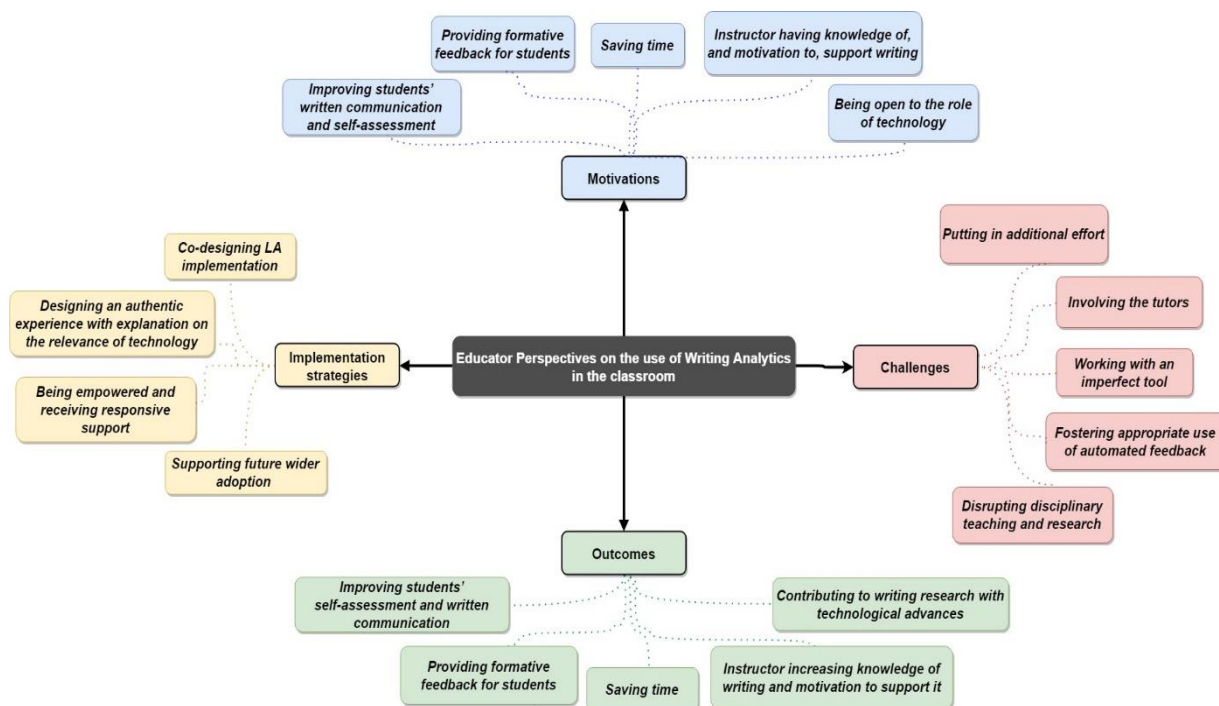 Providing formative
feedback for students
Saving time
Instructor having knowledge of,
and motivation to, support writing
Improving students'
written communication
and self-assessment
Being open to the role
of technology
Motivations
Co-designing LA
implementation
Designing an authentic
experience with explanation on
the relevance of technology
Being empowered and
receiving responsive
support
Supporting future wider
adoption
Implementation
strategies
Educator Perspectives on the use of Writing Analytics
in the classroom
Challenges
Putting in additional effort
Involving the tutors
Working with an
imperfect tool
Fostering appropriate use
of automated feedback
Disrupting disciplinary
teaching and research
Outcomes
Improving students'
self-assessment and written
communication
Contributing to writing research with
technological advances
Providing formative
feedback for students
Saving time
Instructor increasing knowledge of
writing and motivation to support it